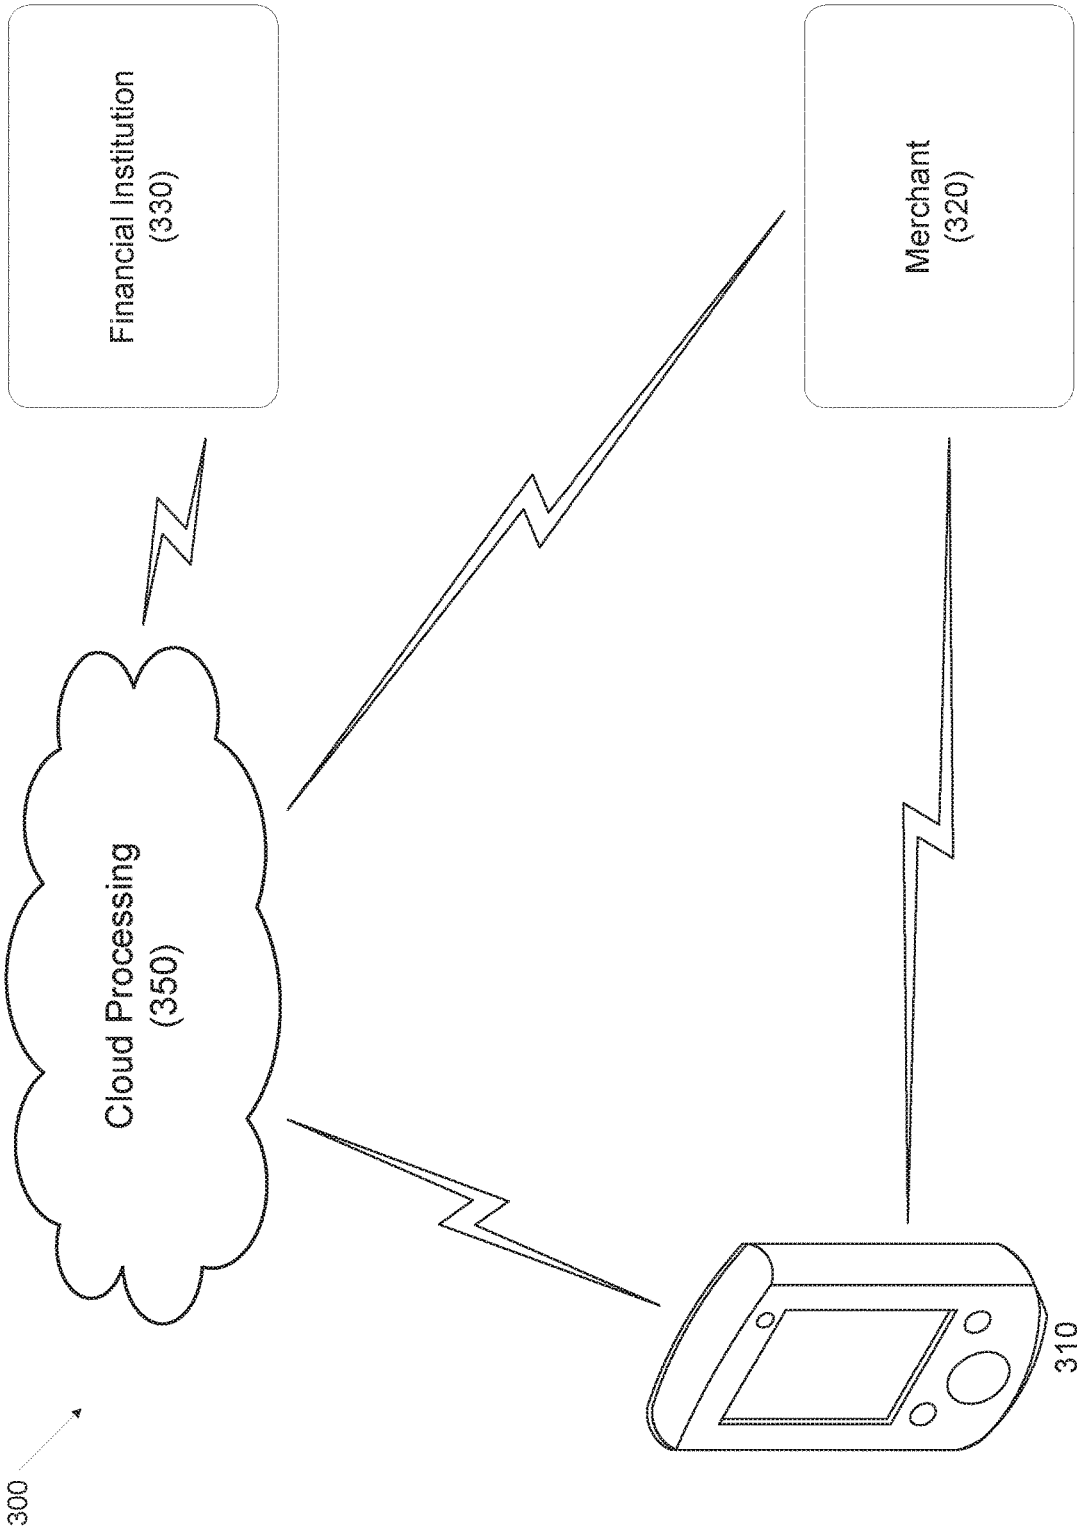 300
Cloud Processing
(350)
Financial Institution
(330)
310
Merchant
(320)